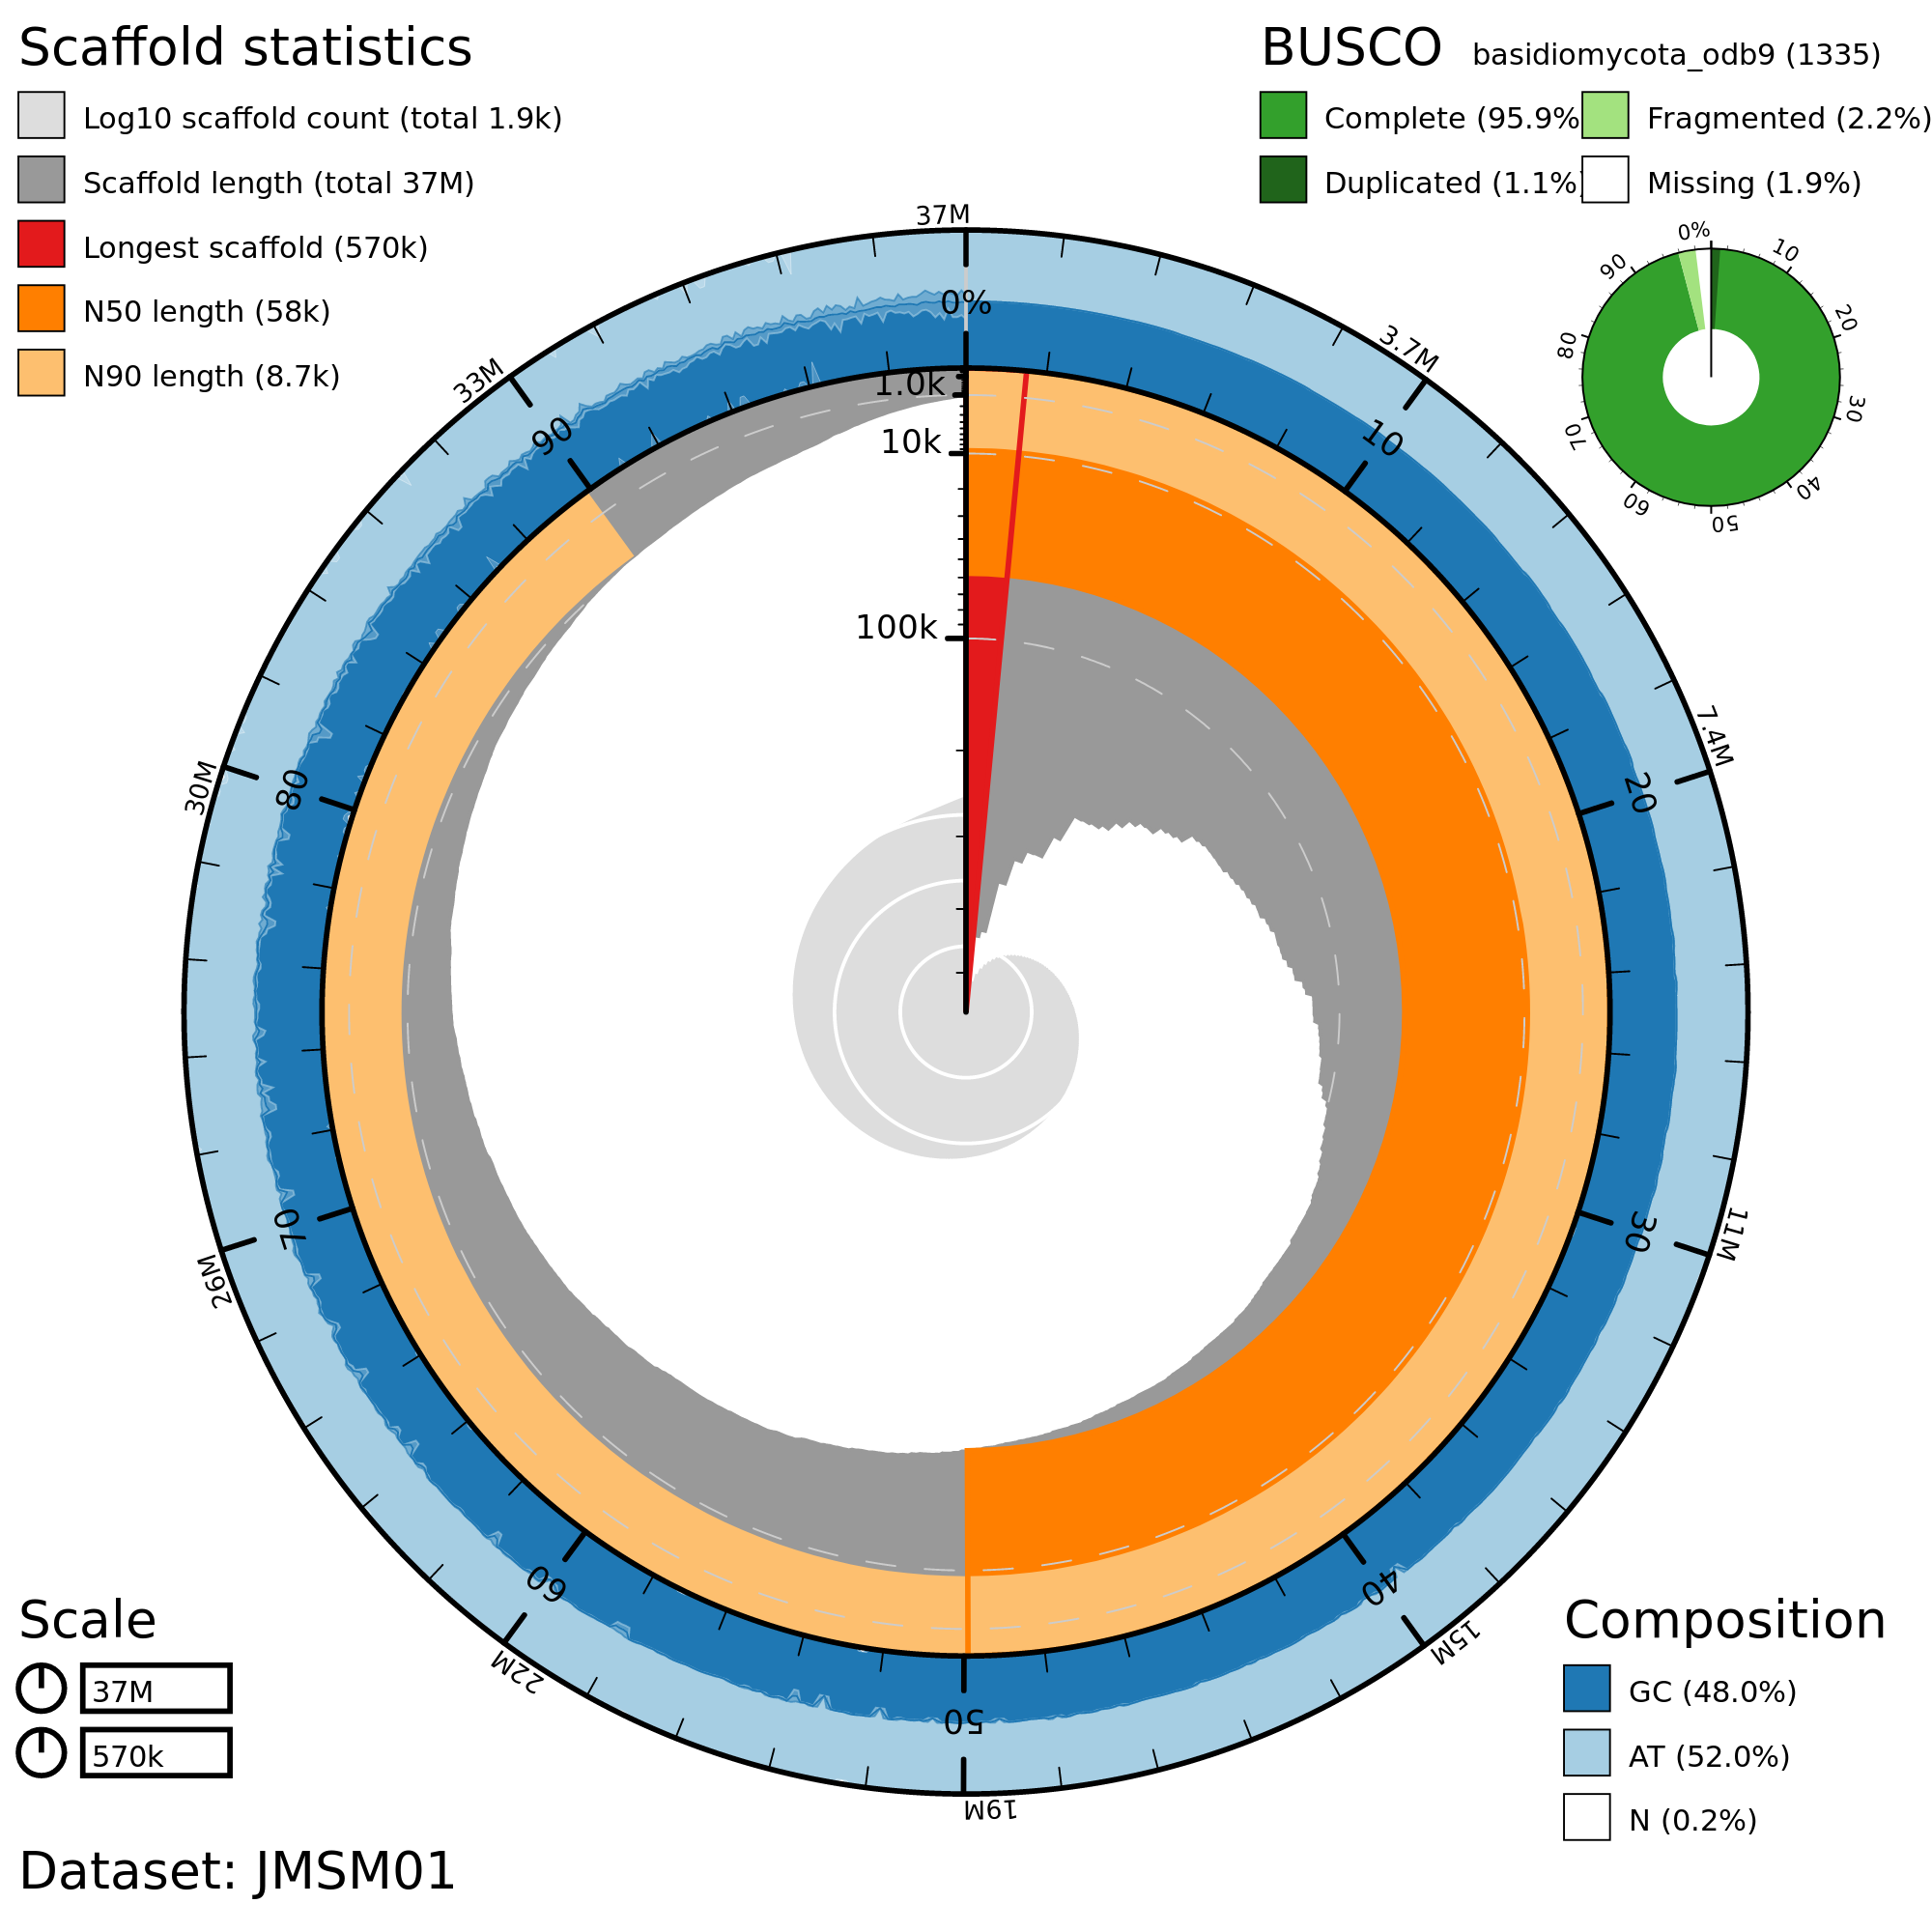 Scaffold statistics
Log10 scaffold count (total 1.9k)
Scaffold length (total 37M)
Longest scaffold (570k)
N50 length (58k)
N90 length (8.7k)
BUSCO basidiomycota_odb9 (1335)
Complete (95.9%
Fragmented (2.2%)
Duplicated (1.1%)
Missing (1.9%)
0%
10
20
30
40
50
60
70
80
90
37M
3.7M
7.4M
11M
15M
19M
22M
26M
30M
33M
0%
10
20
30
40
50
60
70
80
90
1.0k
10k
100k
Scale
37M
570k
Composition
GC (48.0%)
AT (52.0%)
N (0.2%)
Dataset: JMSM01